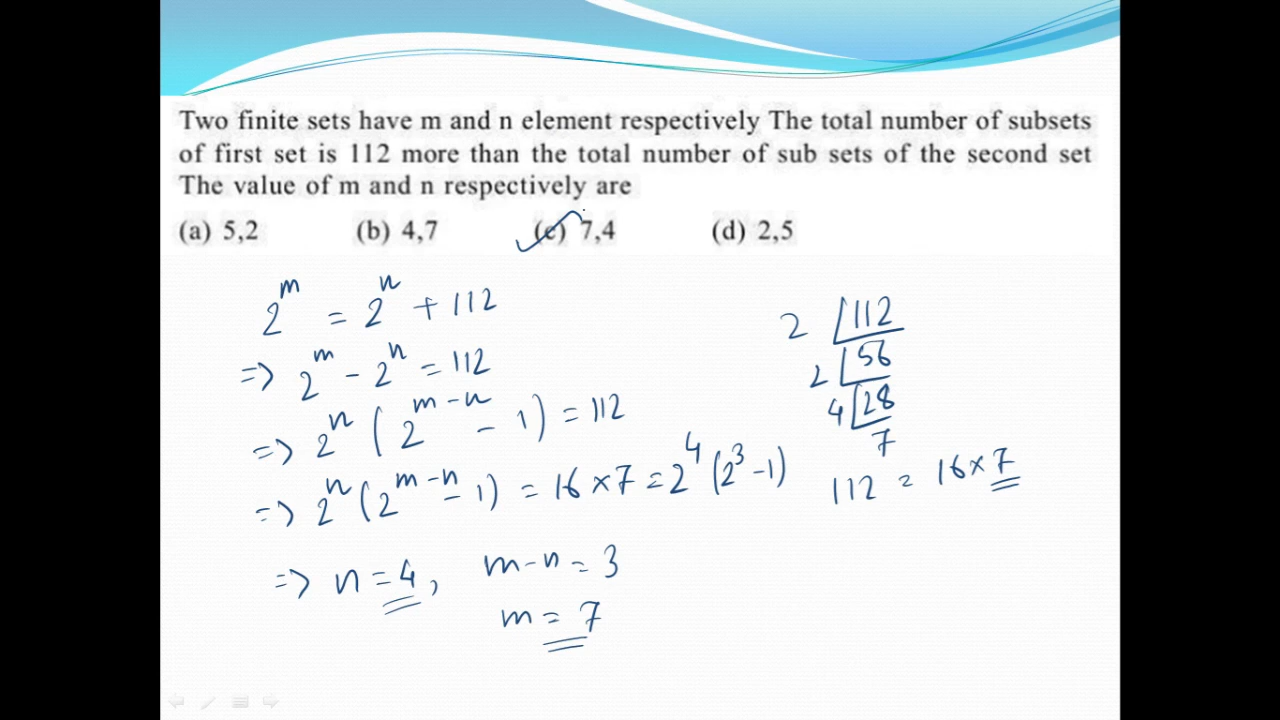 Two finite sets have m and n element respectively The total number of subsets
of first set is 112 more than the total number of sub sets of the second set
The value of m and n respectively are
(a) 5,2 (b) 4,7 (c) 7,4 (d) 2,5
2^m = 2^n + 112
=> 2^m - 2^n = 112
=> 2^n (2^{m-n} - 1) = 112
=> 2^n (2^{m-n} - 1) = 16 × 7 = 2^4 (2^3 - 1)
=> n = 4, m - n = 3
m = 7
2 112
2 56
4 28
7
112 = 16 × 7